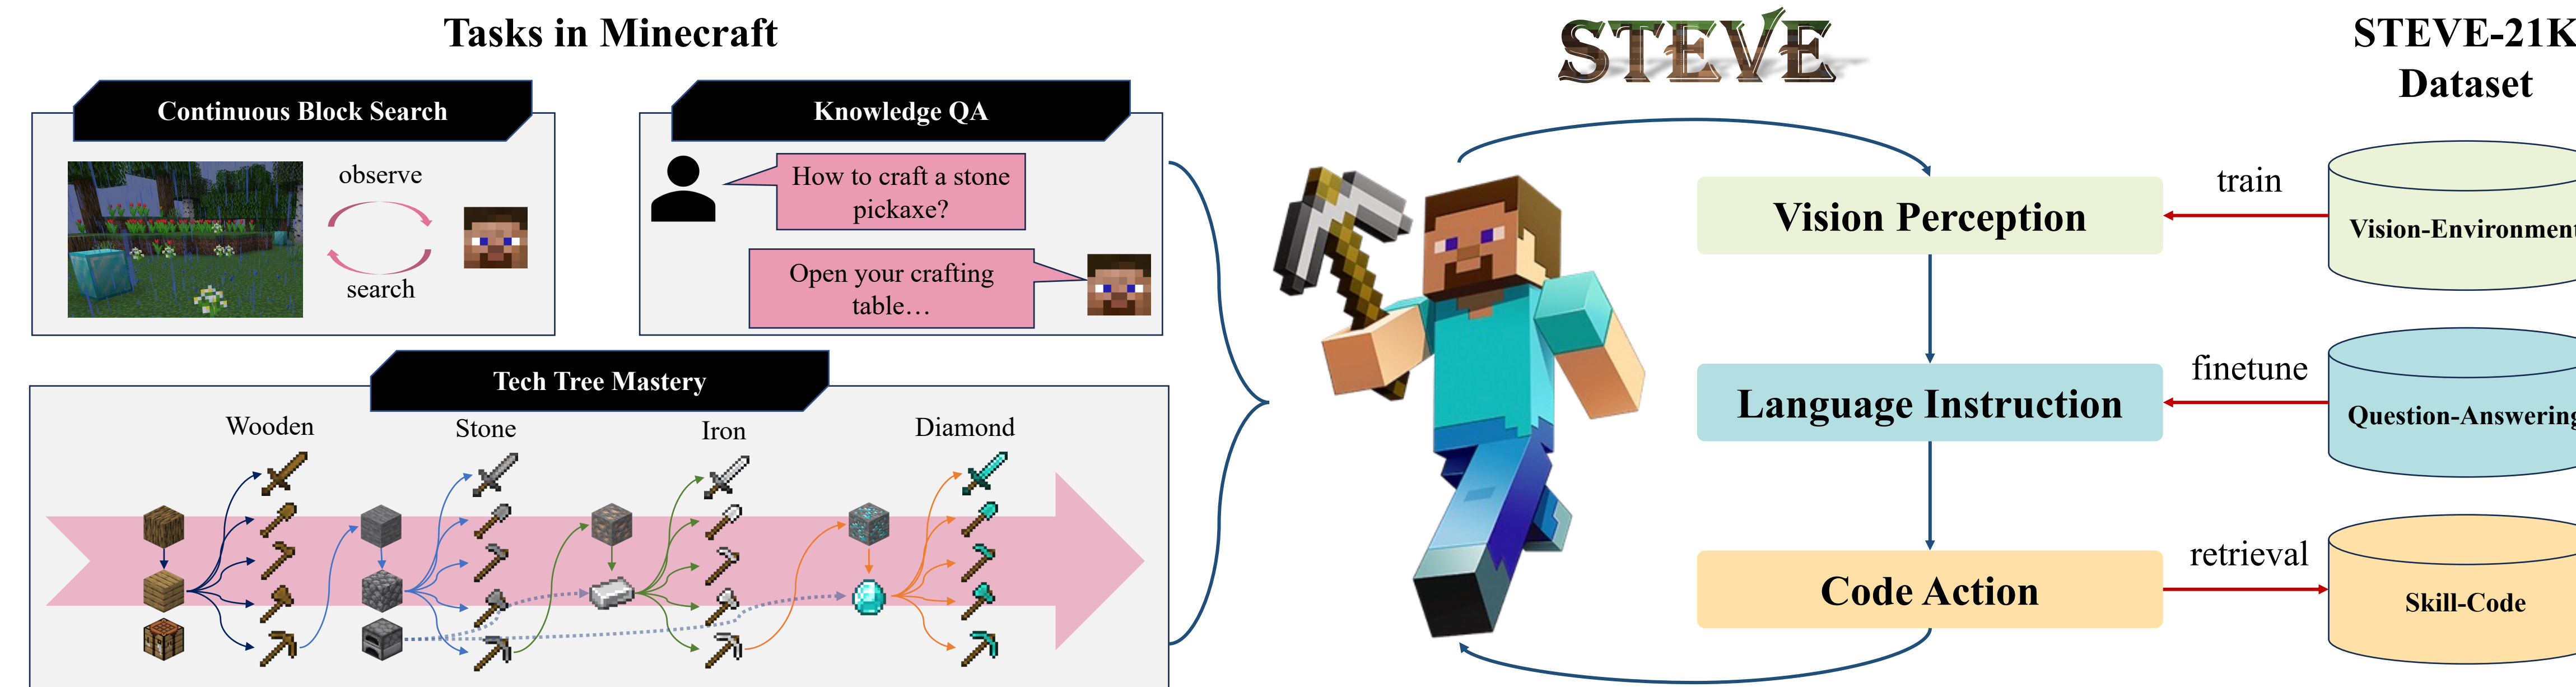 Tasks in Minecraft
Continuous Block Search
observe
search
Knowledge QA
How to craft a stone
pickaxe?
Open your crafting
table…
Tech Tree Mastery
Wooden
Stone
Iron
Diamond
STEVE
Vision Perception
Language Instruction
Code Action
train
finetune
retrieval
STEVE-21K
Dataset
Vision-Environment
Question-Answering
Skill-Code